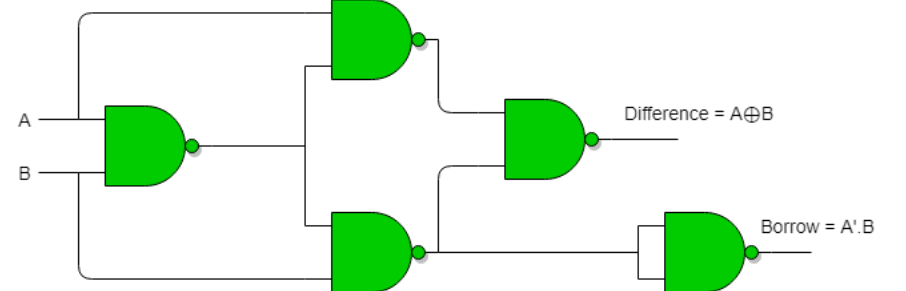 A
B
Difference = A⊕B
Borrow = A'.B